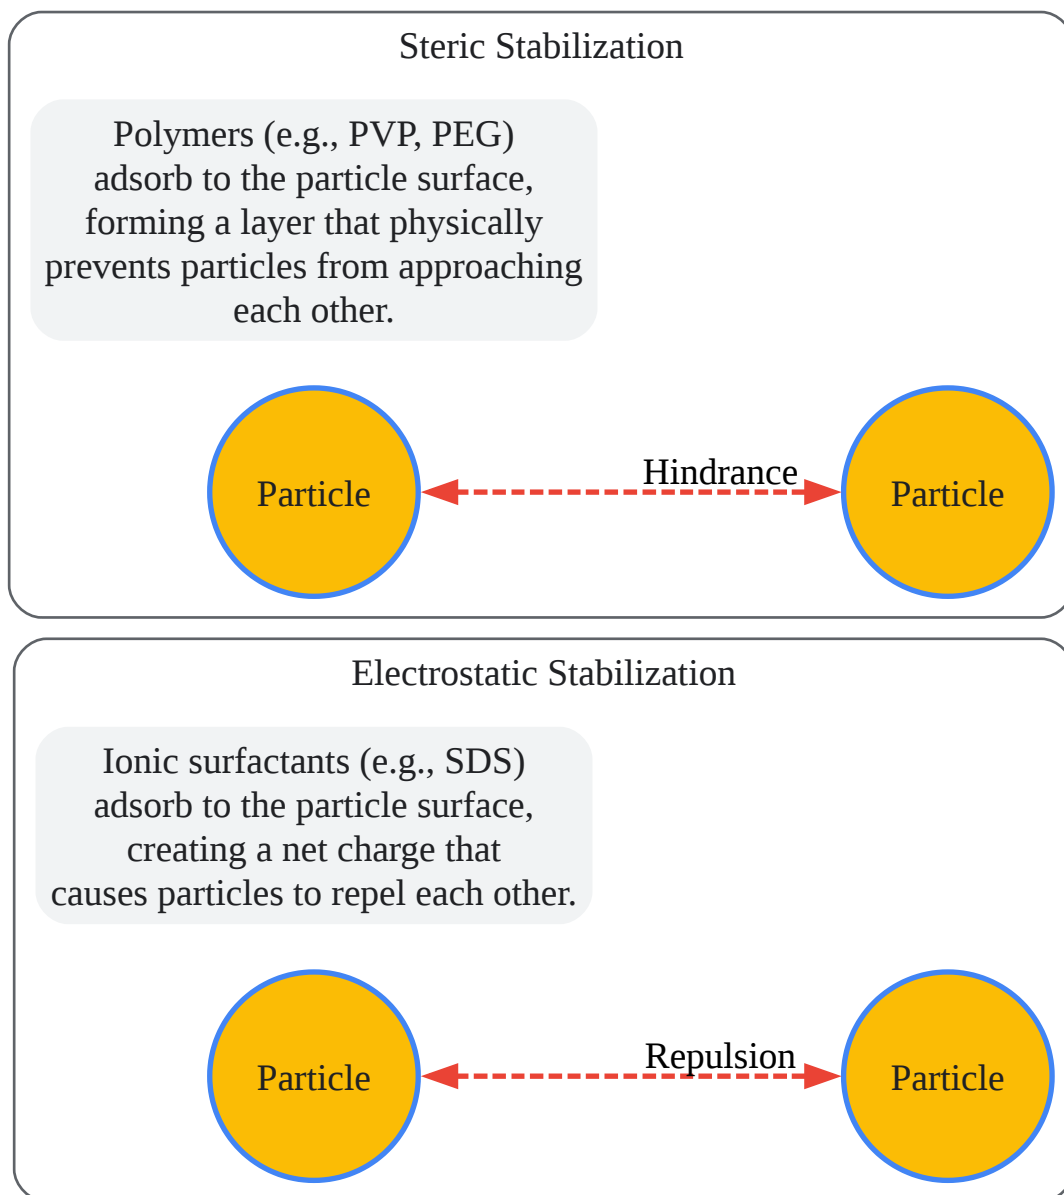 Steric Stabilization
Polymers (e.g., PVP, PEG)
adsorb to the particle surface,
forming a layer that physically
prevents particles from approaching
each other.
Hindrance
Particle
Particle
Electrostatic Stabilization
Ionic surfactants (e.g., SDS)
adsorb to the particle surface,
creating a net charge that
causes particles to repel each other.
Repulsion
Particle
Particle